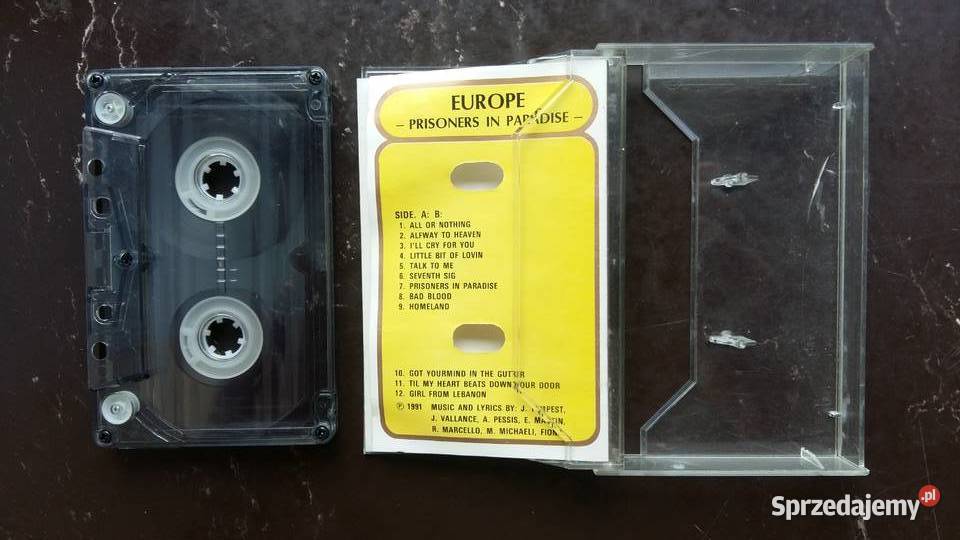 EUROPE
– PRISONERS IN PARADISE –
SIDE. A: B:
1. ALL OR NOTHING
2. ALFWAY TO HEAVEN
3. I'LL CRY FOR YOU
4. LITTLE BIT OF LOVIN
5. TALK TO ME
6. SEVENTH SIG
7. PRISONERS IN PARADISE
8. BAD BLOOD
9. HOMELAND
10. GOT YOURMIND IN THE GUTTER
11. TIL MY HEART BEATS DOWN YOUR DOOR
12. GIRL FROM LEBANON
℗ 1991 MUSIC AND LYRICS BY: J. TEMPEST,
J. VALLANCE, A. PESSIS, E. MARTIN,
R. MARCELLO, M. MICHAELI,
Sprzedajemy.pl